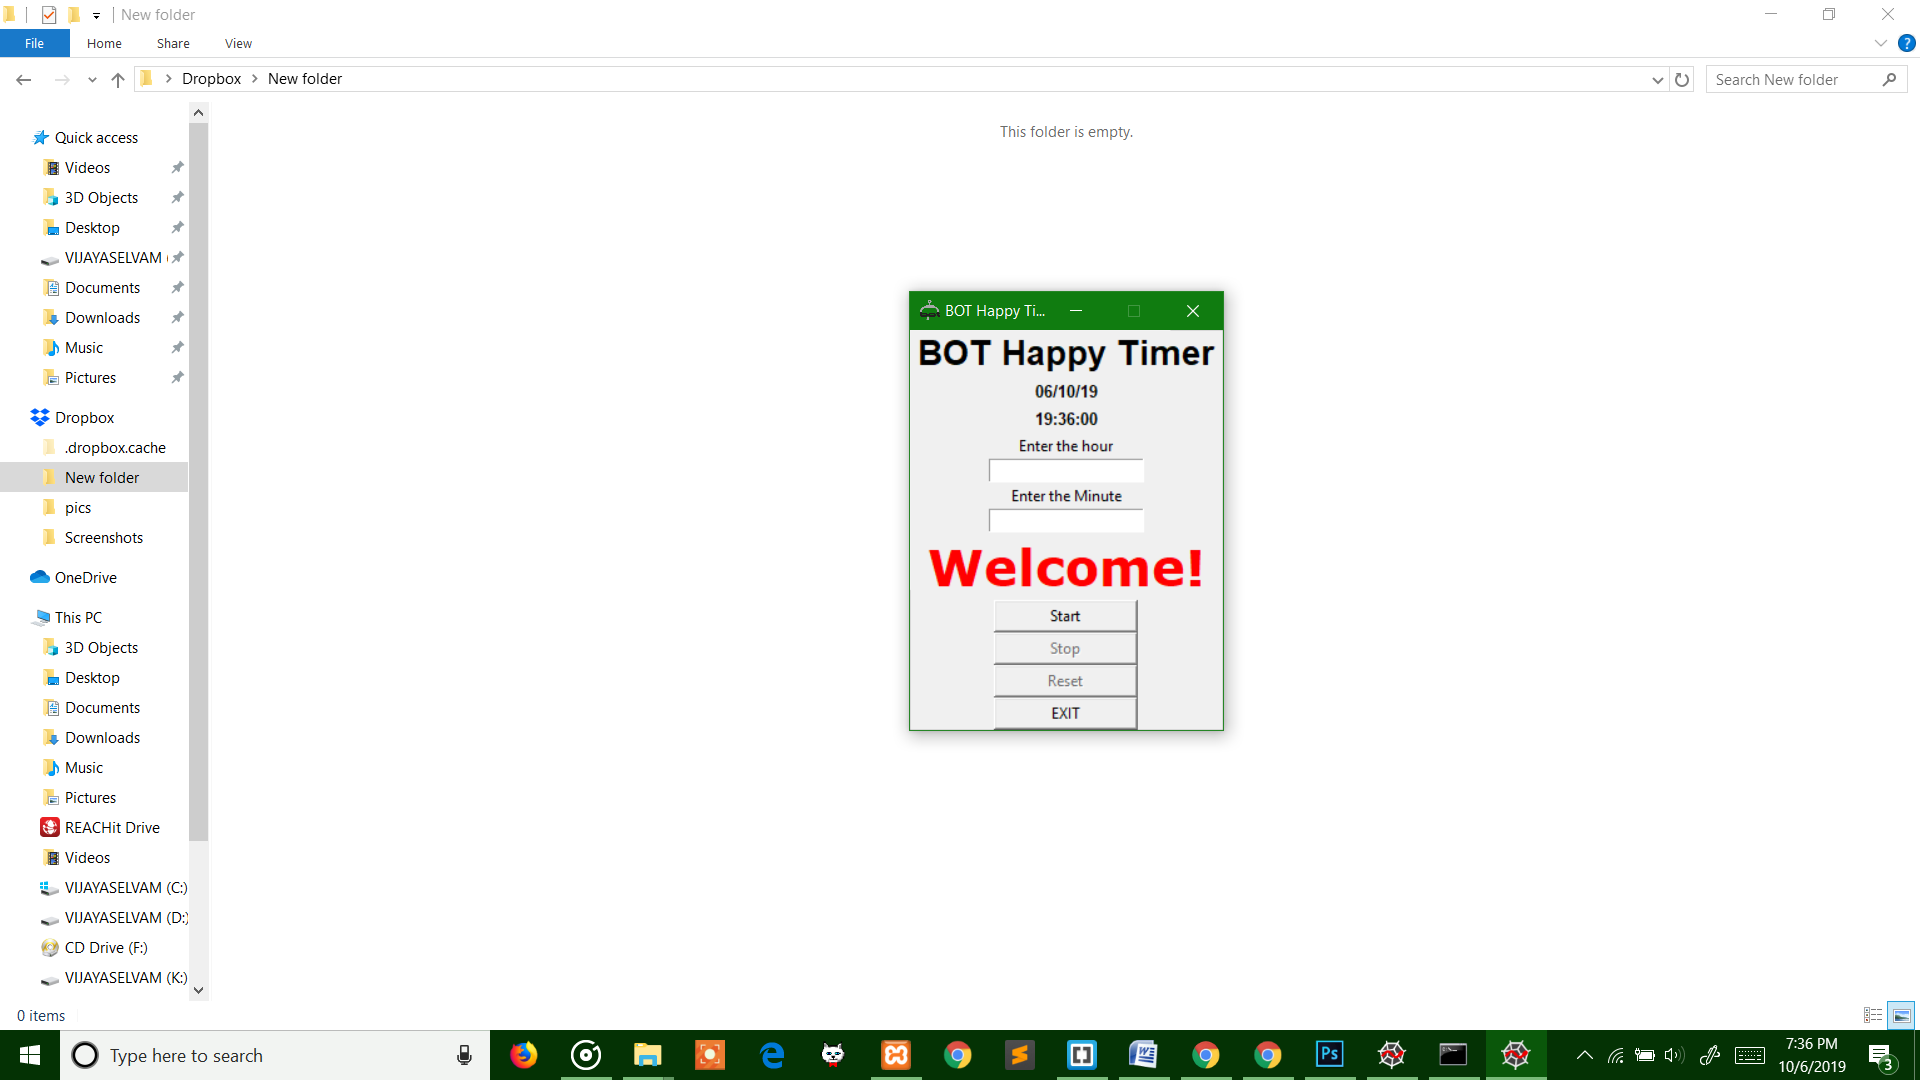 New folder
File
Home
Share
View
Dropbox
New folder
Search New folder
Quick access
Videos
3D Objects
Desktop
VIJAYASELVAM (
Documents
Downloads
Music
Pictures
Dropbox
.dropbox.cache
New folder
pics
Screenshots
OneDrive
This PC
3D Objects
Desktop
Documents
Downloads
Music
Pictures
REACHit Drive
Videos
VIJAYASELVAM (C:)
VIJAYASELVAM (D:)
CD Drive (F:)
VIJAYASELVAM (K:)
This folder is empty.
BOT Happy Ti...
BOT Happy Timer
06/10/19
19:36:00
Enter the hour
Enter the Minute
Welcome!
Start
Stop
Reset
EXIT
0 items
Type here to search
Ps
7:36 PM
10/6/2019
3